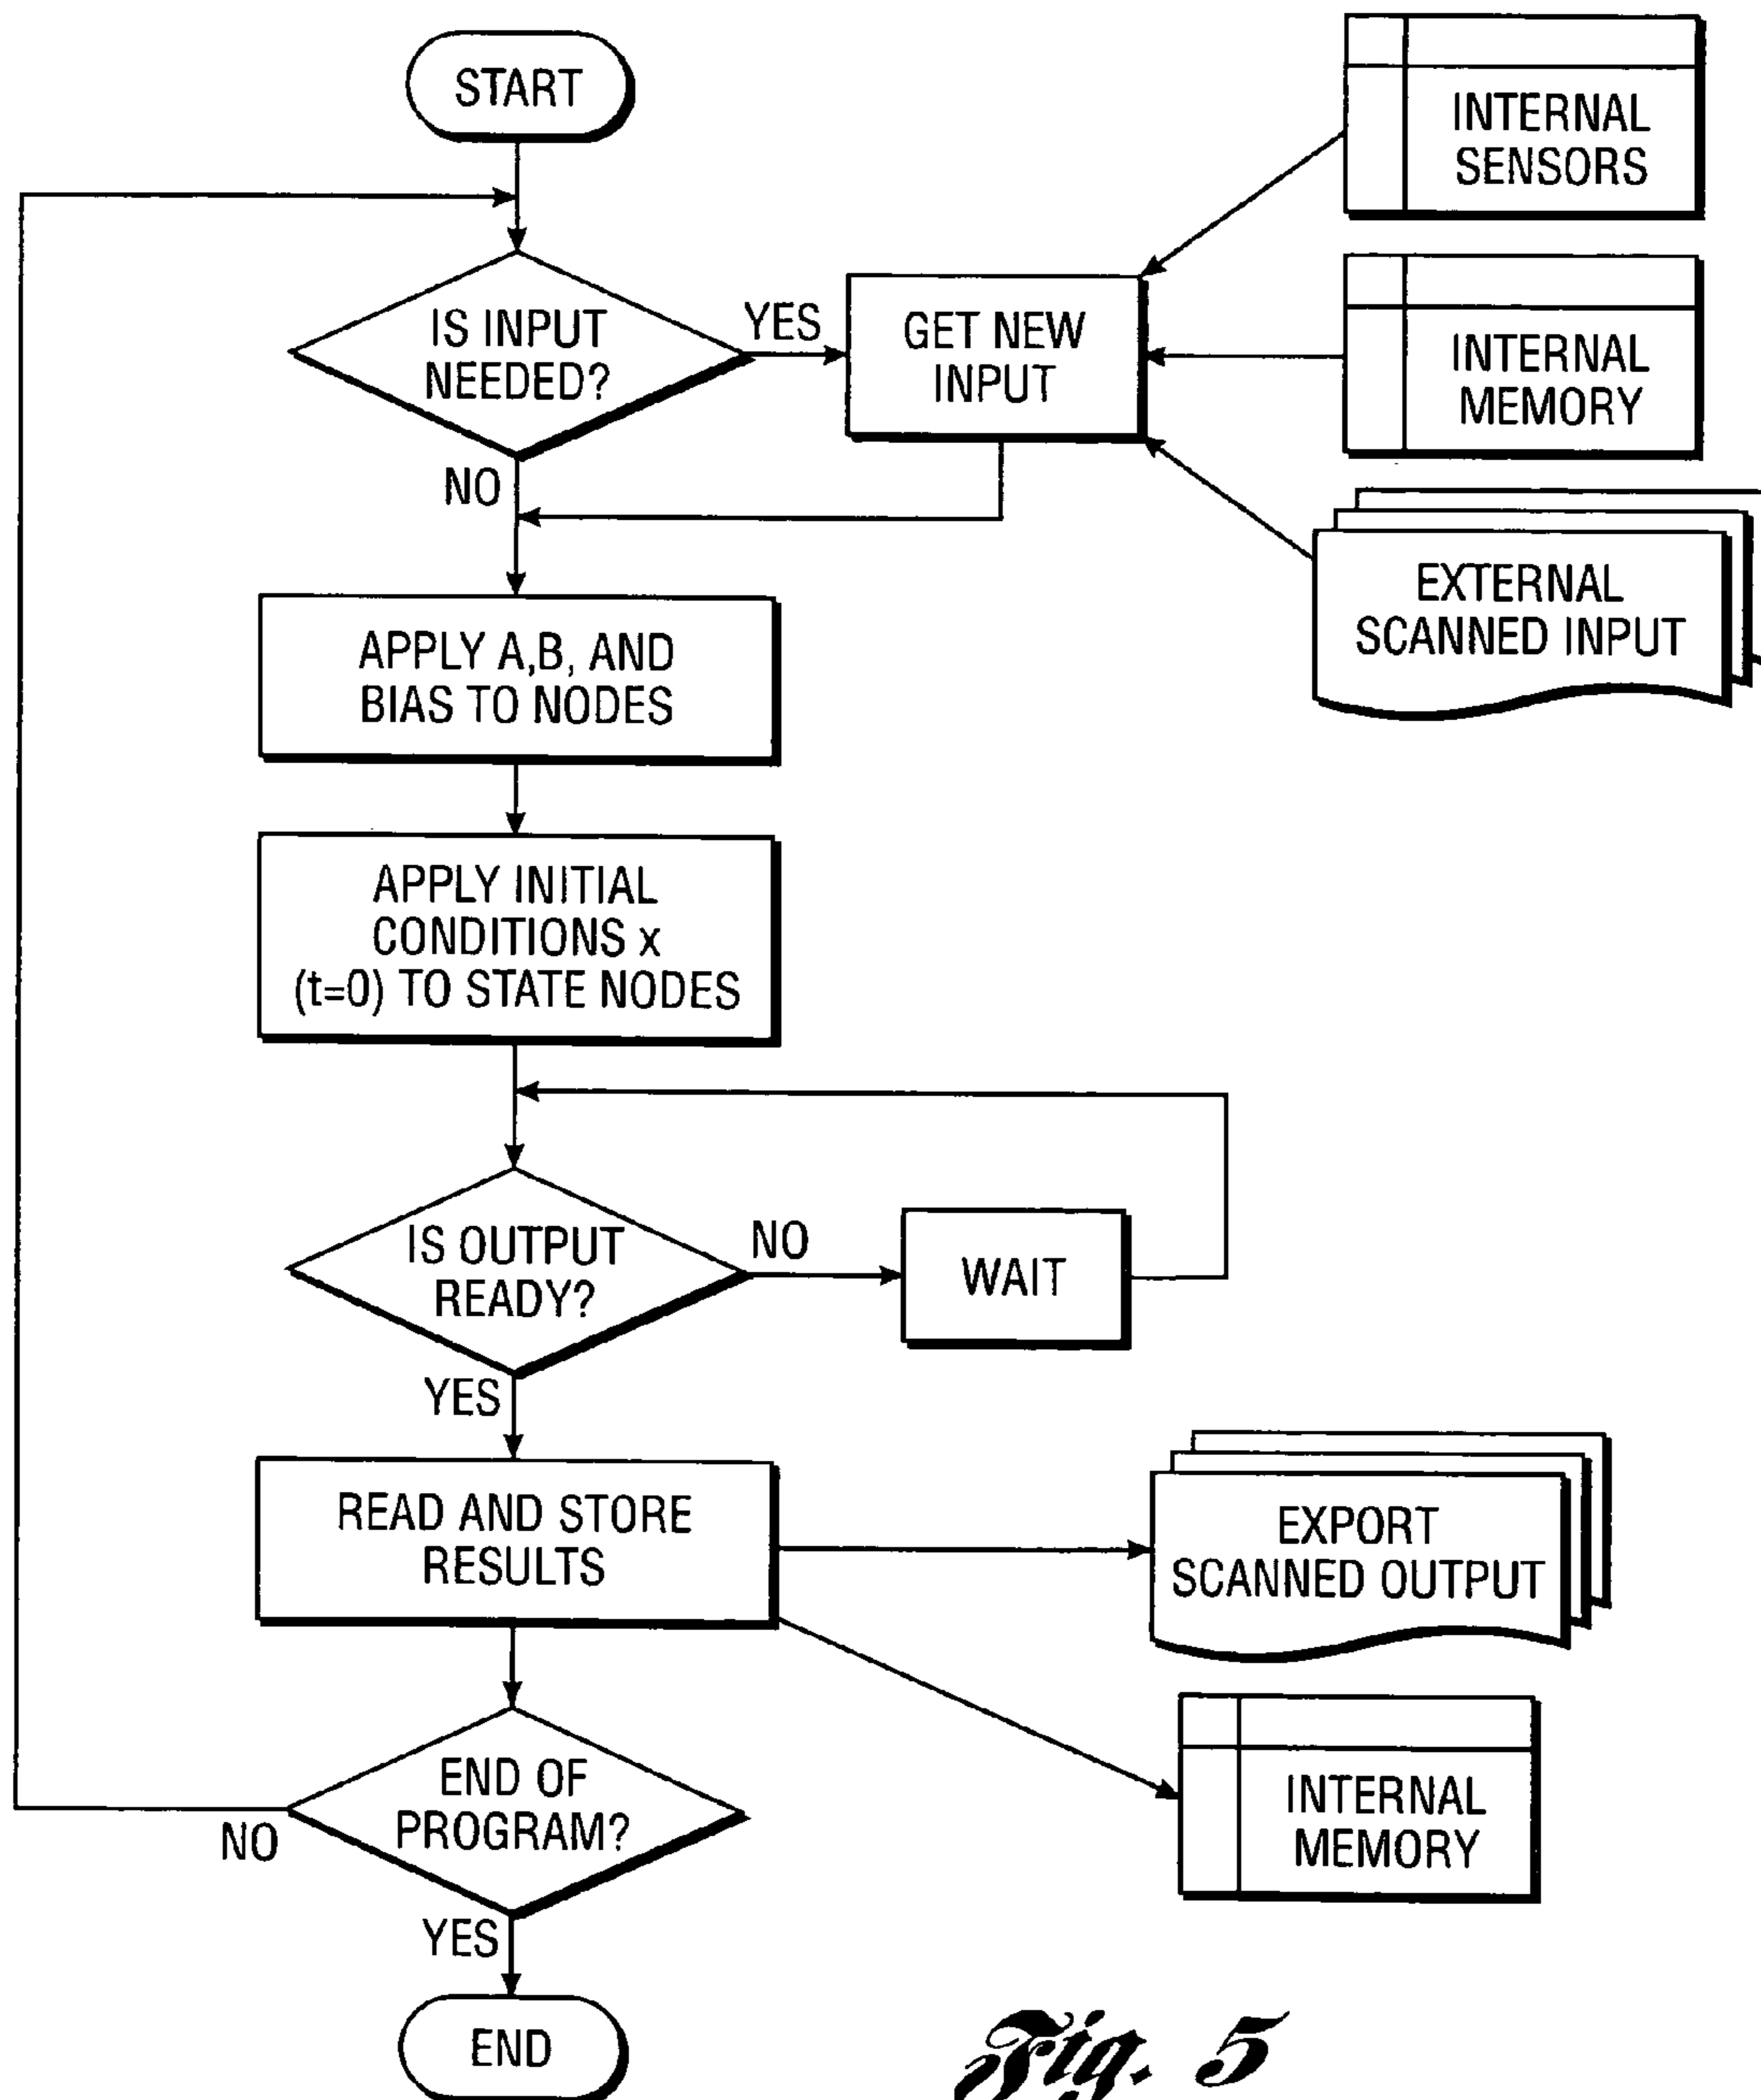 START
INTERNAL
SENSORS
IS INPUT
NEEDED?
YES
GET NEW
INPUT
INTERNAL
MEMORY
NO
EXTERNAL
SCANNED INPUT
APPLY A,B, AND
BIAS TO NODES
APPLY INITIAL
CONDITIONS x
(t=0) TO STATE NODES
IS OUTPUT
READY?
NO
WAIT
YES
READ AND STORE
RESULTS
EXPORT
SCANNED OUTPUT
END OF
PROGRAM?
NO
INTERNAL
MEMORY
YES
END
Fig. 5